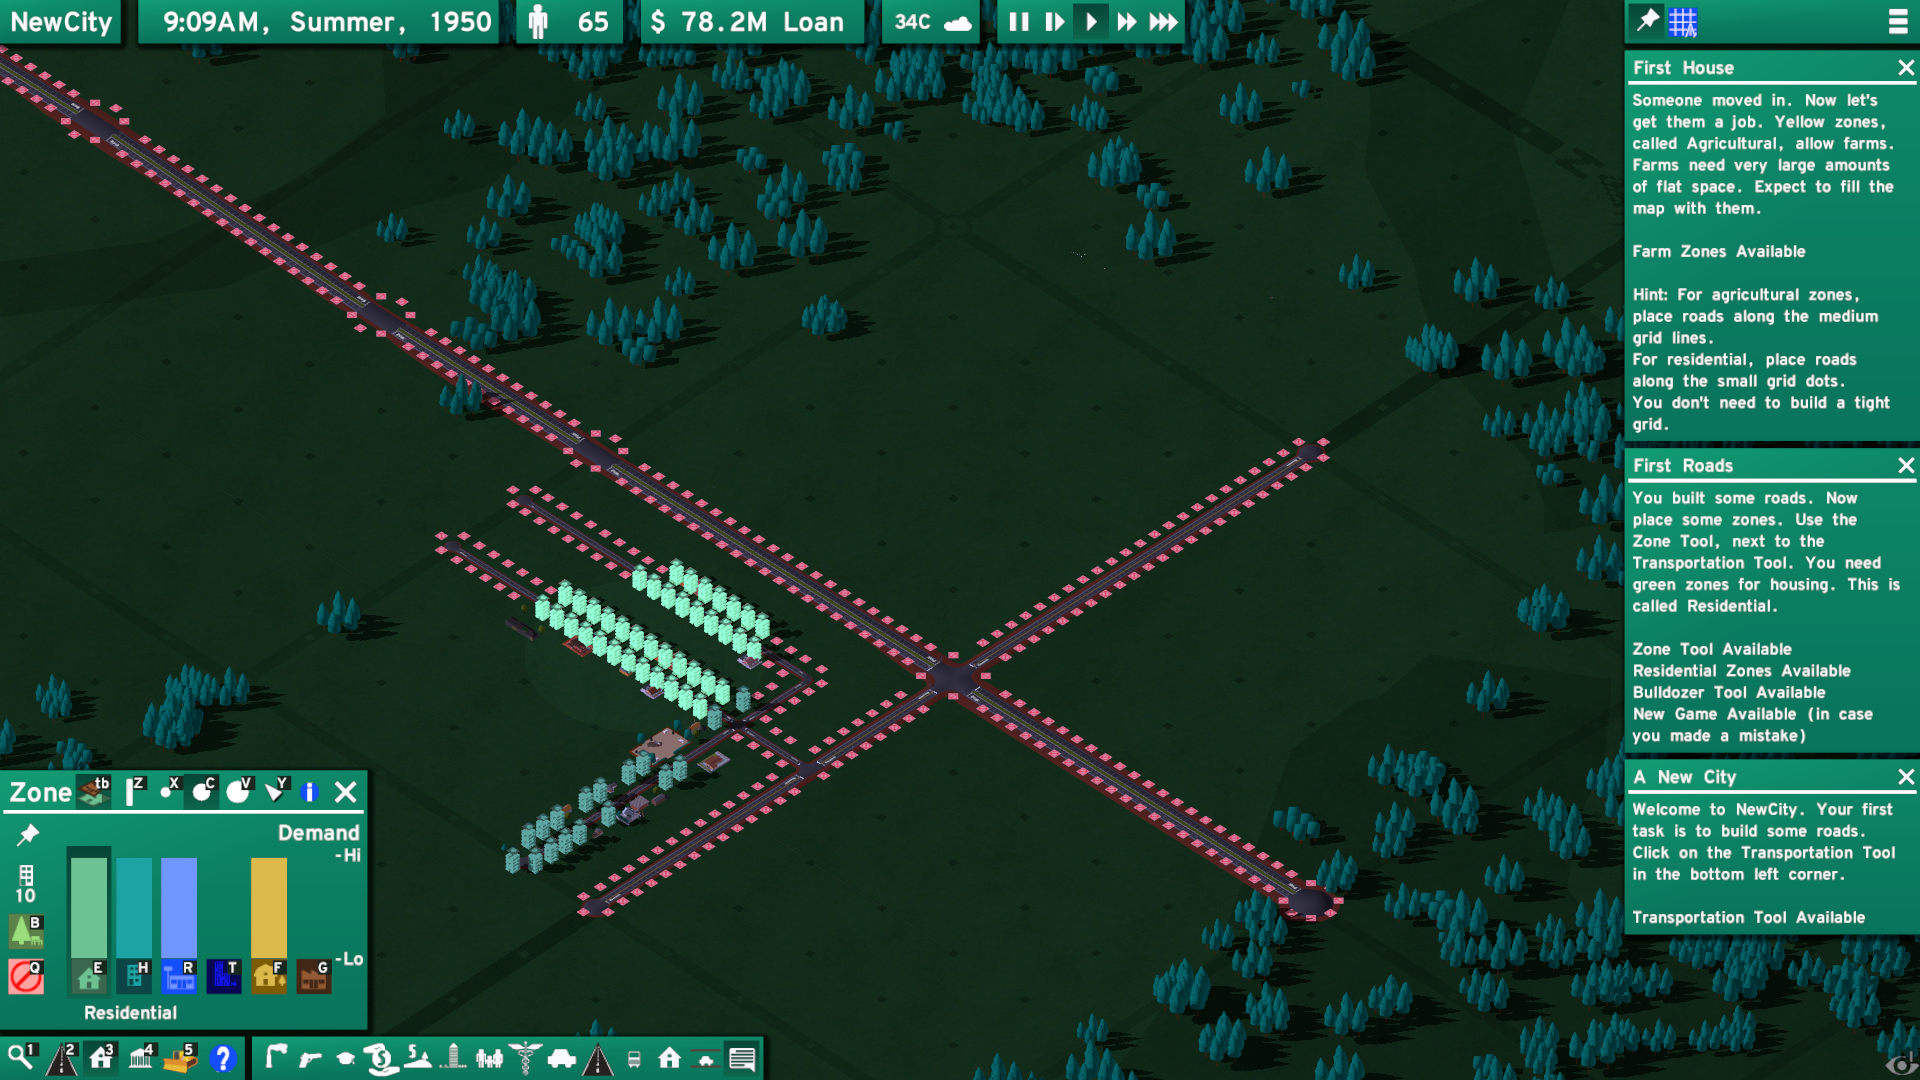 NewCity
9:09AM, Summer, 1950
65
$ 78.2M Loan
34C
First House
Someone moved in. Now let's
get them a job. Yellow zones,
called Agricultural, allow farms.
Farms need very large amounts
of flat space. Expect to fill the
map with them.
Farm Zones Available
Hint: For agricultural zones,
place roads along the medium
grid lines.
For residential, place roads
along the small grid dots.
You don't need to build a tight
grid.
First Roads
You built some roads. Now
place some zones. Use the
Zone Tool, next to the
Transportation Tool. You need
green zones for housing. This is
called Residential.
Zone Tool Available
Residential Zones Available
Bulldozer Tool Available
New Game Available (in case
you made a mistake)
A New City
Welcome to NewCity. Your first
task is to build some roads.
Click on the Transportation Tool
in the bottom left corner.
Transportation Tool Available
Zone tb Z X C V Y
Demand
-Hi
10
B
-Lo
Q E H R T F G
Residential
1 2 3 4 5 ?